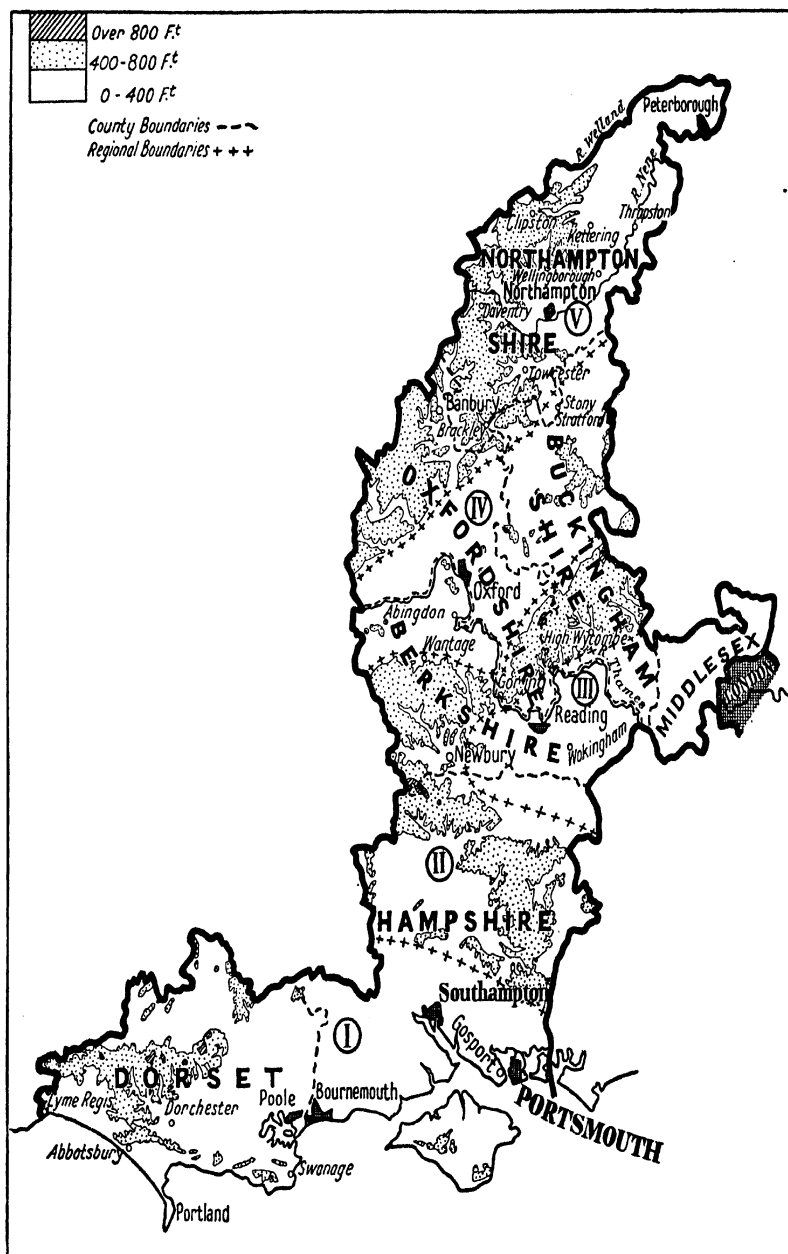 Over 800 F.t
400-800 F.t
0-400 F.t
County Boundaries
Regional Boundaries + + +
Peterborough
R. Welland
R. Nene
Thrapston
Clipston
Kettering
NORTHAMPTON
Wellingborough
Northampton
Daventry
V
SHIRE
Towcester
Banbury
Stony
Stratford
Brackley
BUCKINGHAM
SHIRE
OXFORDSHIRE
IV
Oxford
Abingdon
BERKSHIRE
Wantage
High Wycombe
MIDDLESEX
LONDON
Thames
Goring
III
Reading
Newbury
Wokingham
II
HAMPSHIRE
Southampton
I
Gosport
DORSET
Bournemouth
Poole
PORTSMOUTH
Lyme Regis
Dorchester
Abbotsbury
Swanage
Portland